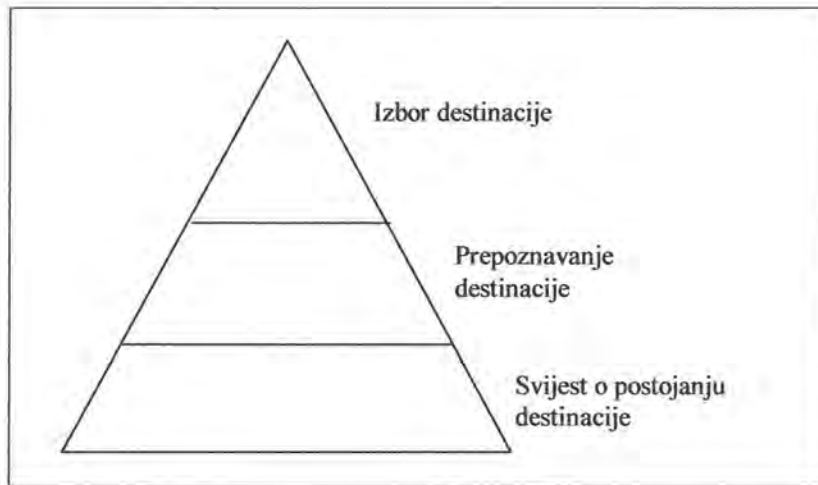 Izbor destinacije
Prepoznavanje
destinacije
Svijest o postojanju
destinacije